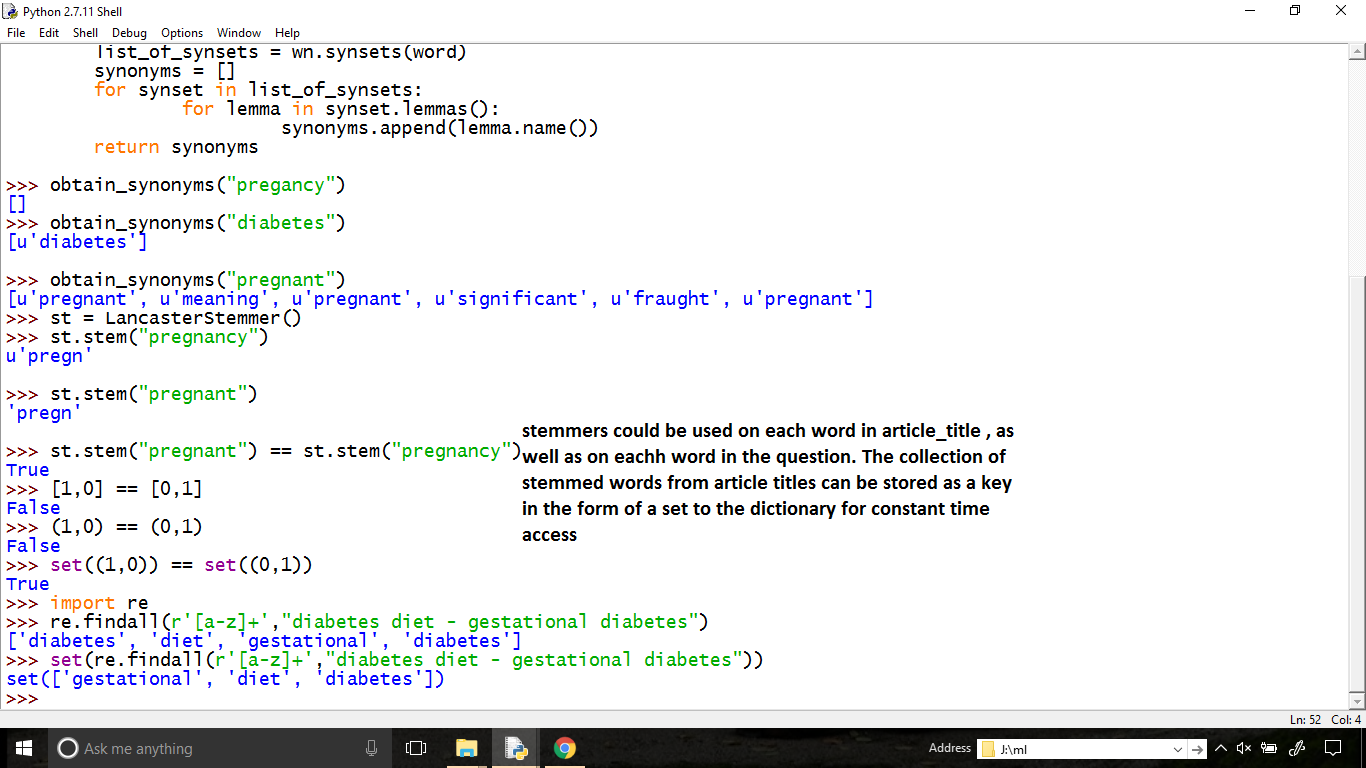 Python 2.7.11 Shell
File Edit Shell Debug Options Window Help
list_of_synsets = wn.synsets(word)
synonyms = []
for synset in list_of_synsets:
for lemma in synset.lemmas():
synonyms.append(lemma.name())
return synonyms
>>> obtain_synonyms("pregancy")
[]
>>> obtain_synonyms("diabetes")
[u'diabetes']
>>> obtain_synonyms("pregnant")
[u'pregnant', u'meaning', u'pregnant', u'significant', u'fraught', u'pregnant']
>>> st = LancasterStemmer()
>>> st.stem("pregnancy")
u'pregn'
>>> st.stem("pregnant")
'pregn'
>>> st.stem("pregnant") == st.stem("pregnancy")
True
>>> [1,0] == [0,1]
False
>>> (1,0) == (0,1)
False
>>> set((1,0)) == set((0,1))
True
>>> import re
>>> re.findall(r'[a-z]+',"diabetes diet - gestational diabetes")
['diabetes', 'diet', 'gestational', 'diabetes']
>>> set(re.findall(r'[a-z]+',"diabetes diet - gestational diabetes"))
set(['gestational', 'diet', 'diabetes'])
>>>
stemmers could be used on each word in article_title , as
well as on eachh word in the question. The collection of
stemmed words from article titles can be stored as a key
in the form of a set to the dictionary for constant time
access
Ln: 52 Col: 4
Ask me anything
Address J:\ml